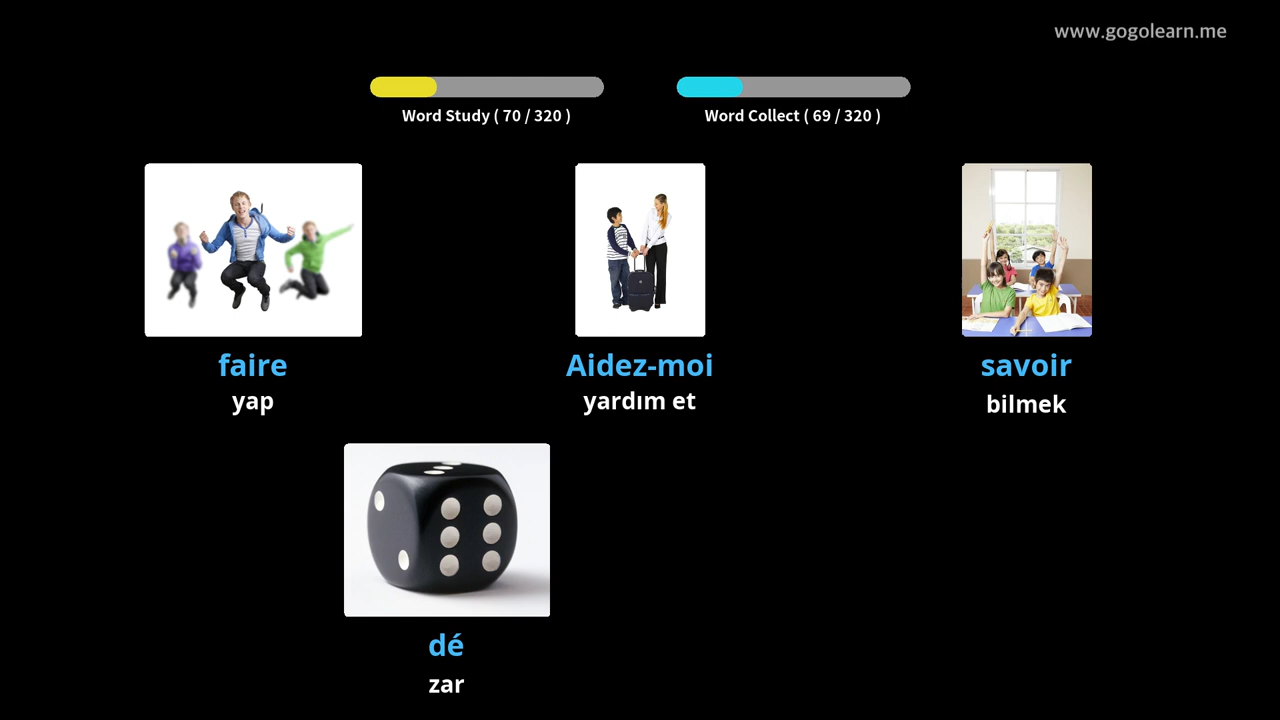 www.gogolearn.me
Word Study ( 70 / 320 )
Word Collect ( 69 / 320 )
faire
yap
Aidez-moi
yardım et
savoir
bilmek
dé
zar